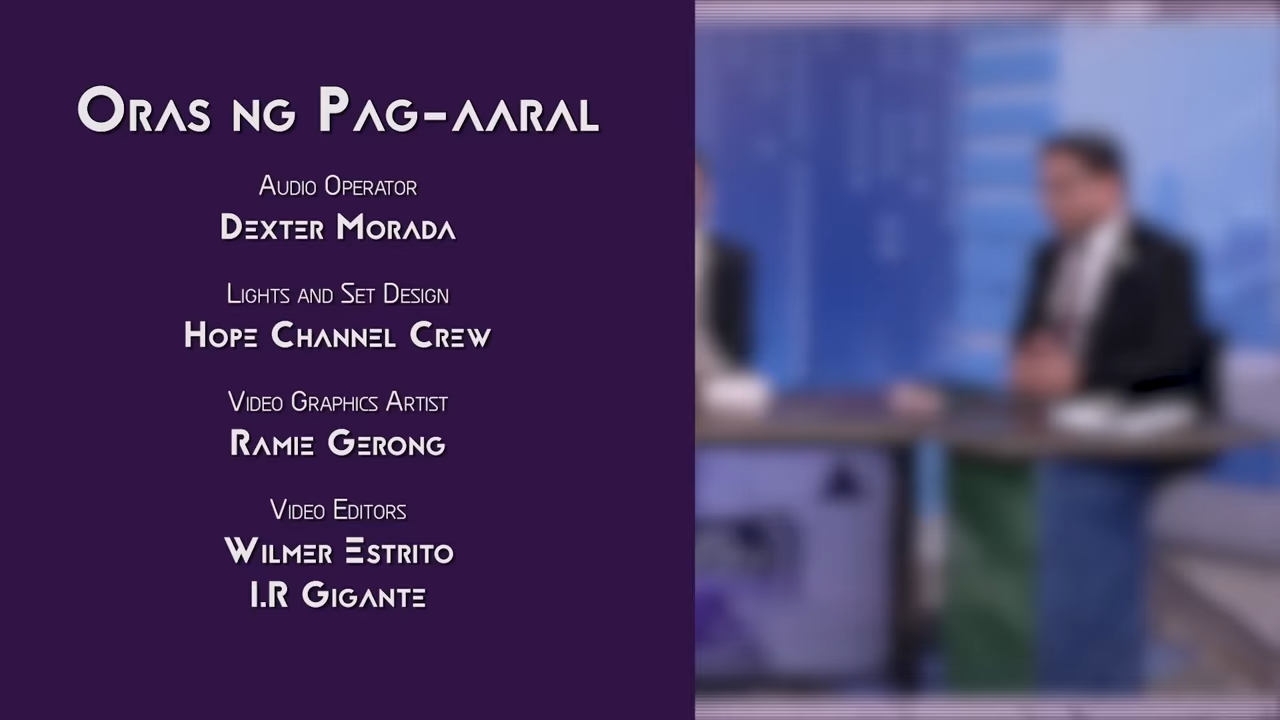 Oras ng Pag-aaral
Audio Operator
Dexter Morada
Lights and Set Design
Hope Channel Crew
Video Graphics Artist
Ramie Gerong
Video Editors
Wilmer Estrito
I.R Gigante